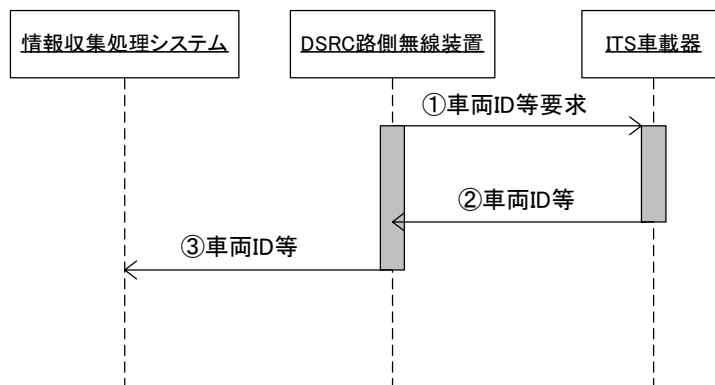 情報収集処理システム
DSRC路側無線装置
ITS車載器
①車両ID等要求
②車両ID等
③車両ID等